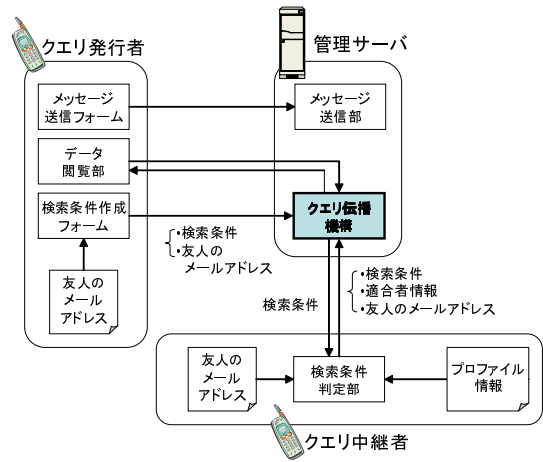 クエリ発行者
管理サーバ
メッセージ
送信フォーム
メッセージ
送信部
データ
閲覧部
検索条件作成
フォーム
クエリ伝播
機構
・検索条件
・友人の
メールアドレス
友人の
メール
アドレス
検索条件
・検索条件
・適合者情報
・友人のメールアドレス
友人の
メール
アドレス
検索条件
判定部
プロファイル
情報
クエリ中継者